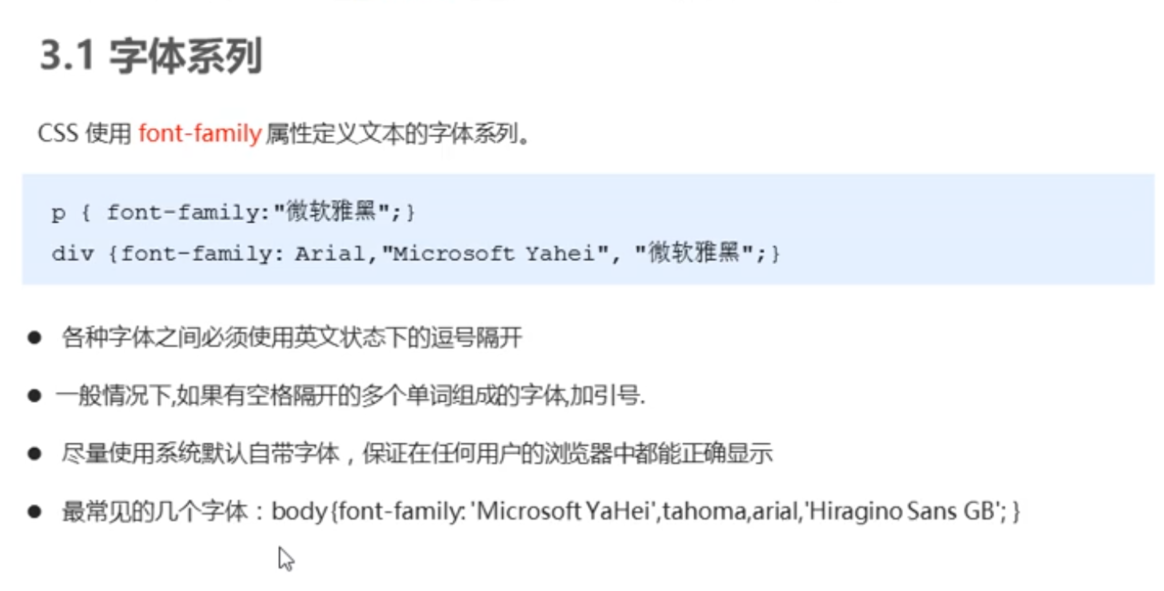 3.1 字体系列
CSS 使用 font-family 属性定义文本的字体系列。
p { font-family:"微软雅黑";}
div {font-family: Arial,"Microsoft Yahei", "微软雅黑";}
● 各种字体之间必须使用英文状态下的逗号隔开
● 一般情况下,如果有空格隔开的多个单词组成的字体,加引号.
● 尽量使用系统默认自带字体，保证在任何用户的浏览器中都能正确显示
● 最常见的几个字体：body{font-family: 'Microsoft YaHei',tahoma,arial,'Hiragino Sans GB'; }